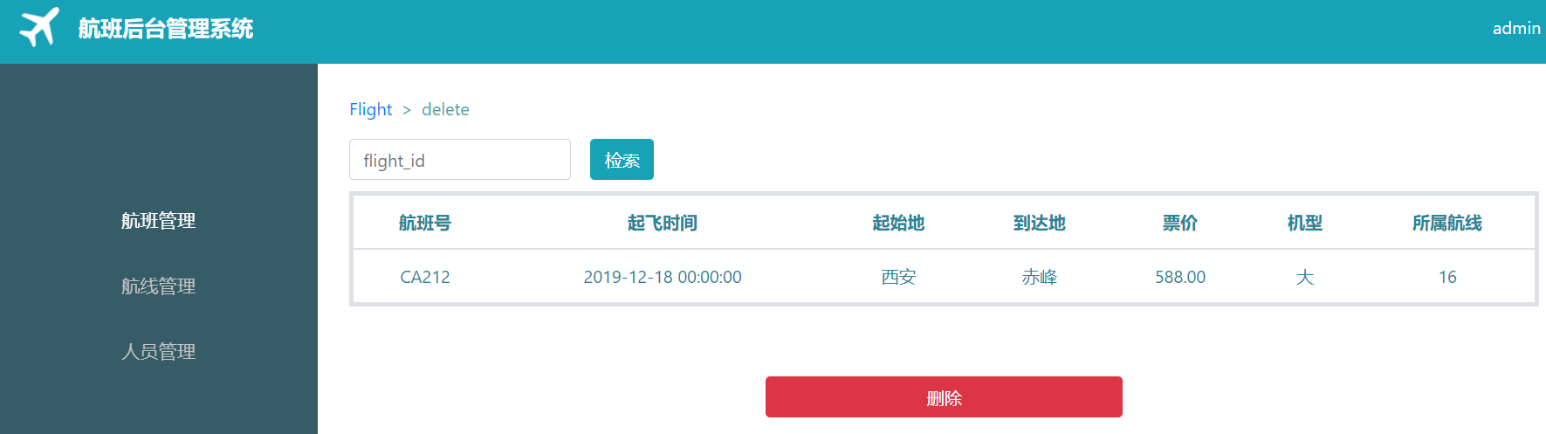 航班后台管理系统 admin
Flight > delete
flight_id 检索
航班管理
航线管理
人员管理
航班号 起飞时间 起始地 到达地 票价 机型 所属航线
CA212 2019-12-18 00:00:00 西安 赤峰 588.00 大 16
删除